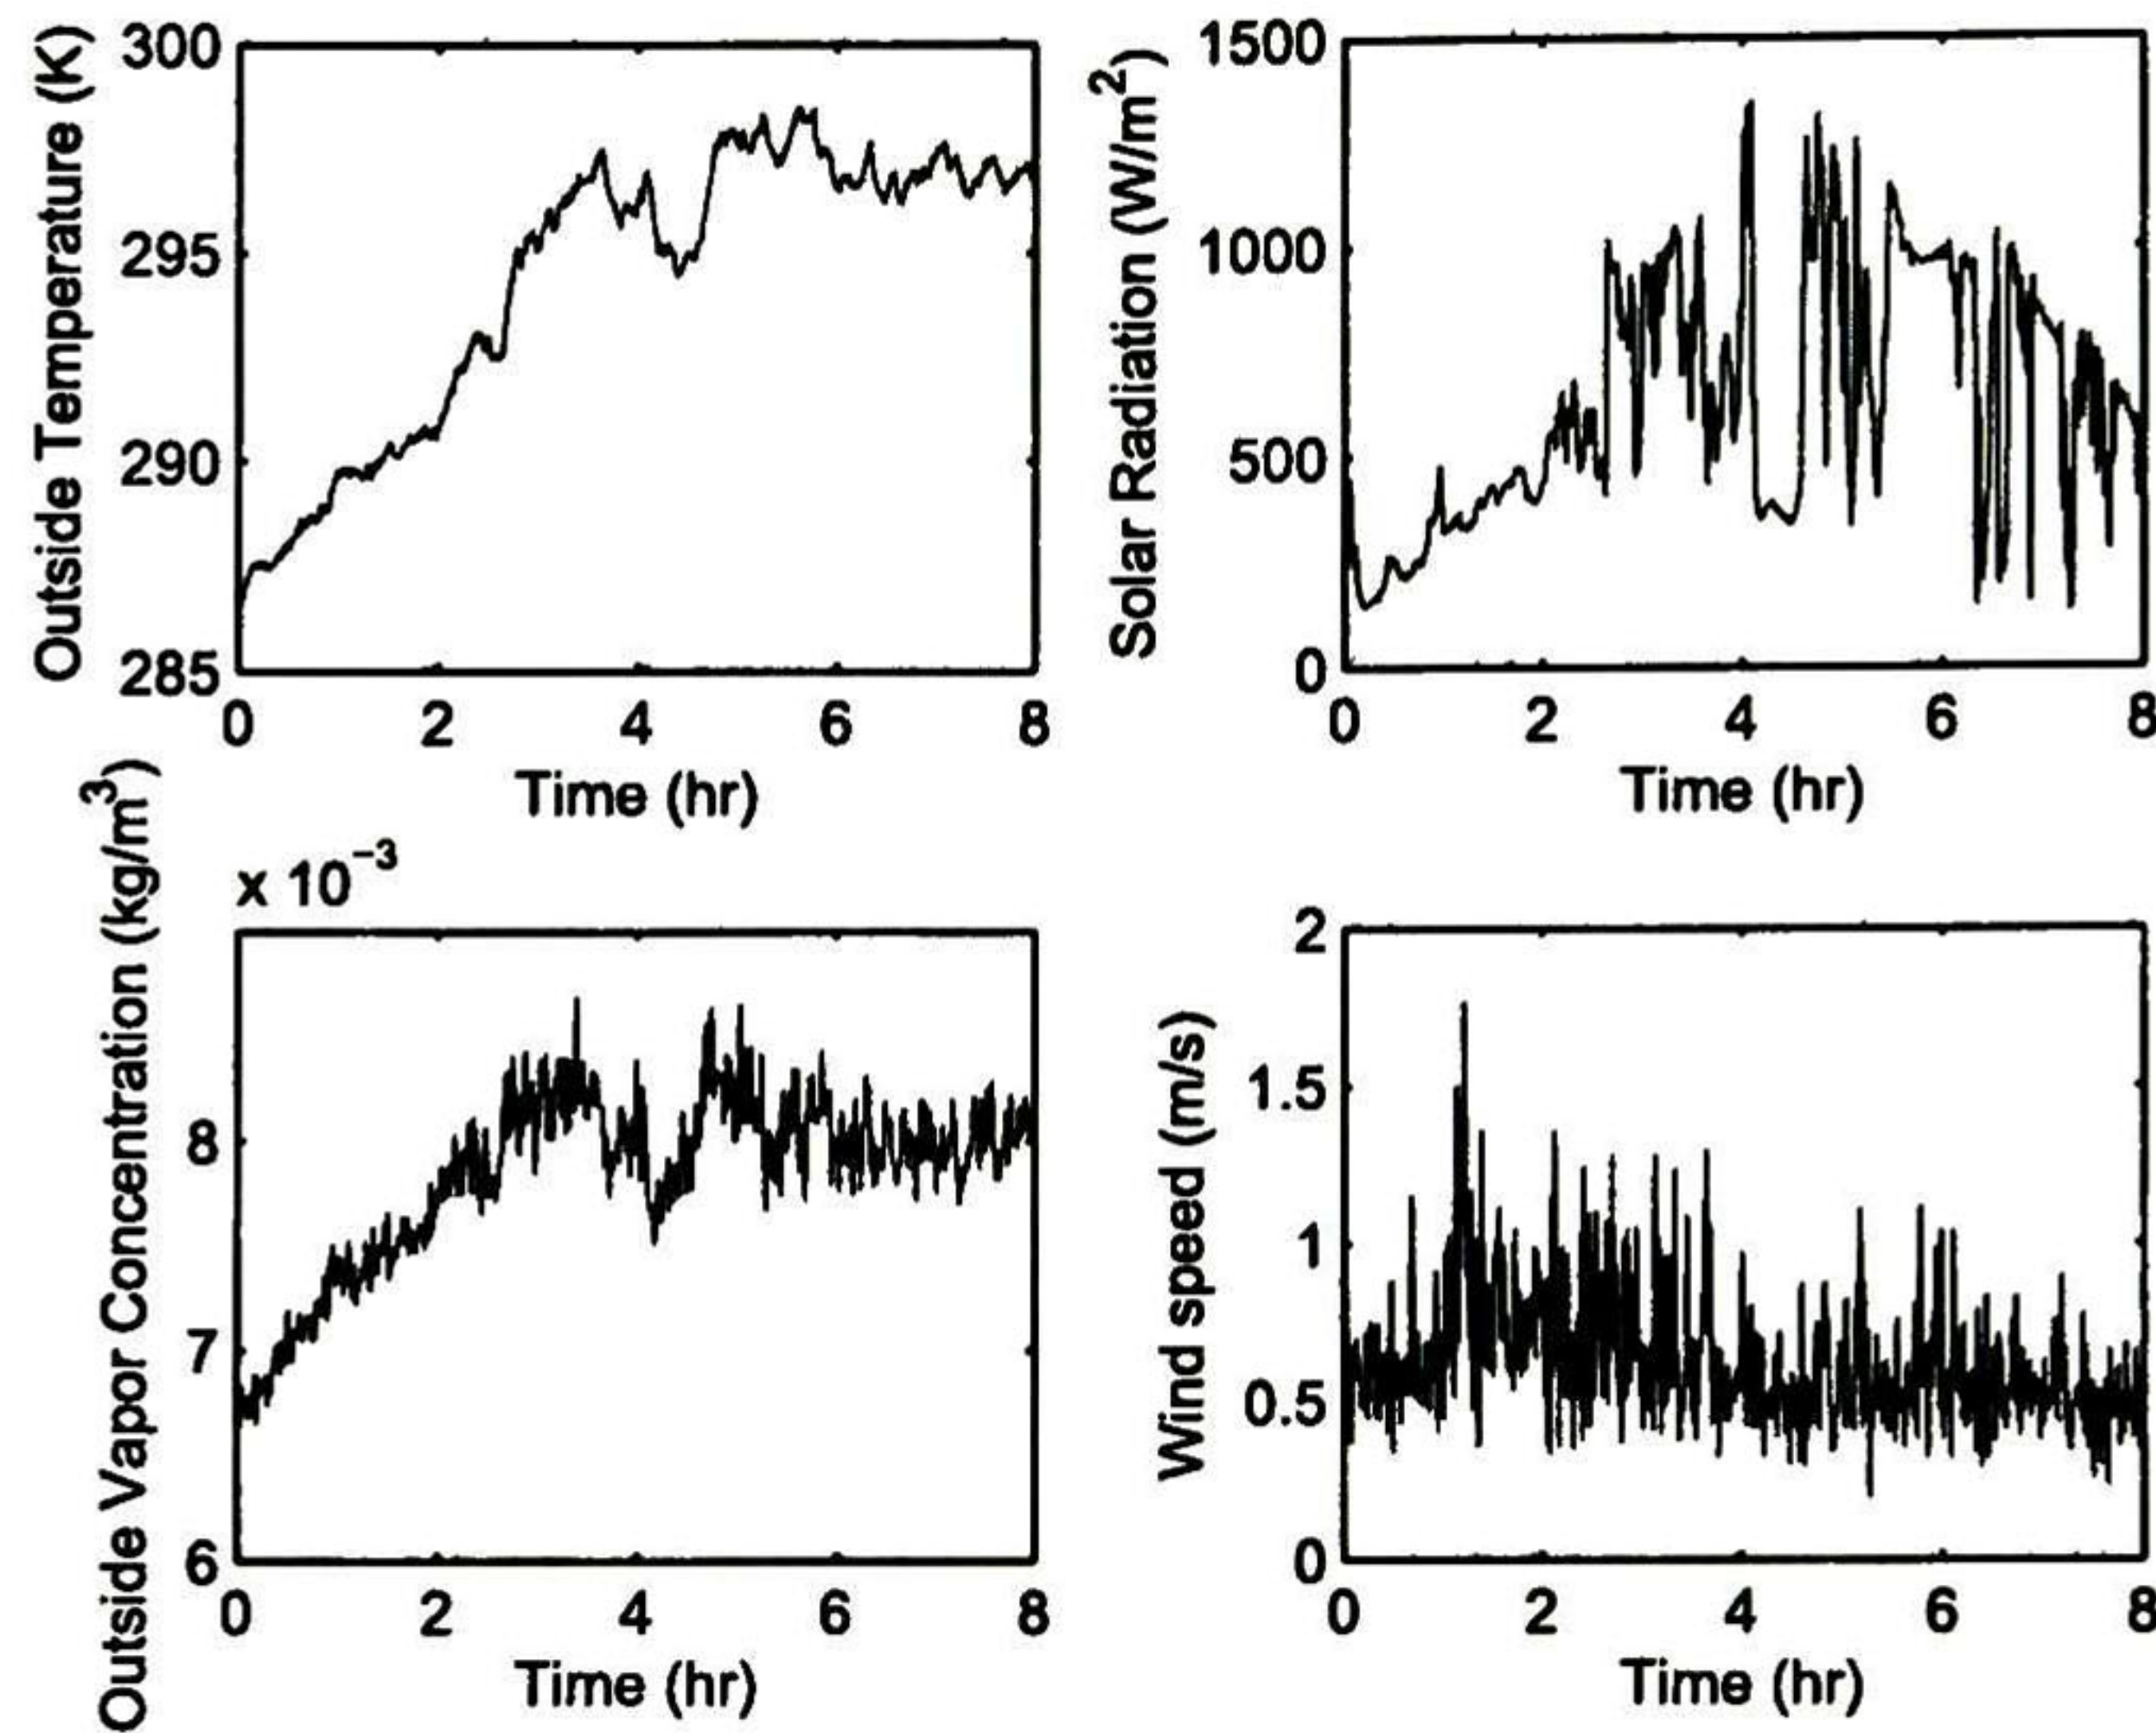 Outside Temperature (K)
300
295
290
285
0 2 4 6 8
Time (hr)
Solar Radiation (W/m²)
1500
1000
500
0
0 2 4 6 8
Time (hr)
Outside Vapor Concentration (kg/m³)
x 10⁻³
8
7
6
0 2 4 6 8
Time (hr)
Wind speed (m/s)
2
1.5
1
0.5
0
0 2 4 6 8
Time (hr)